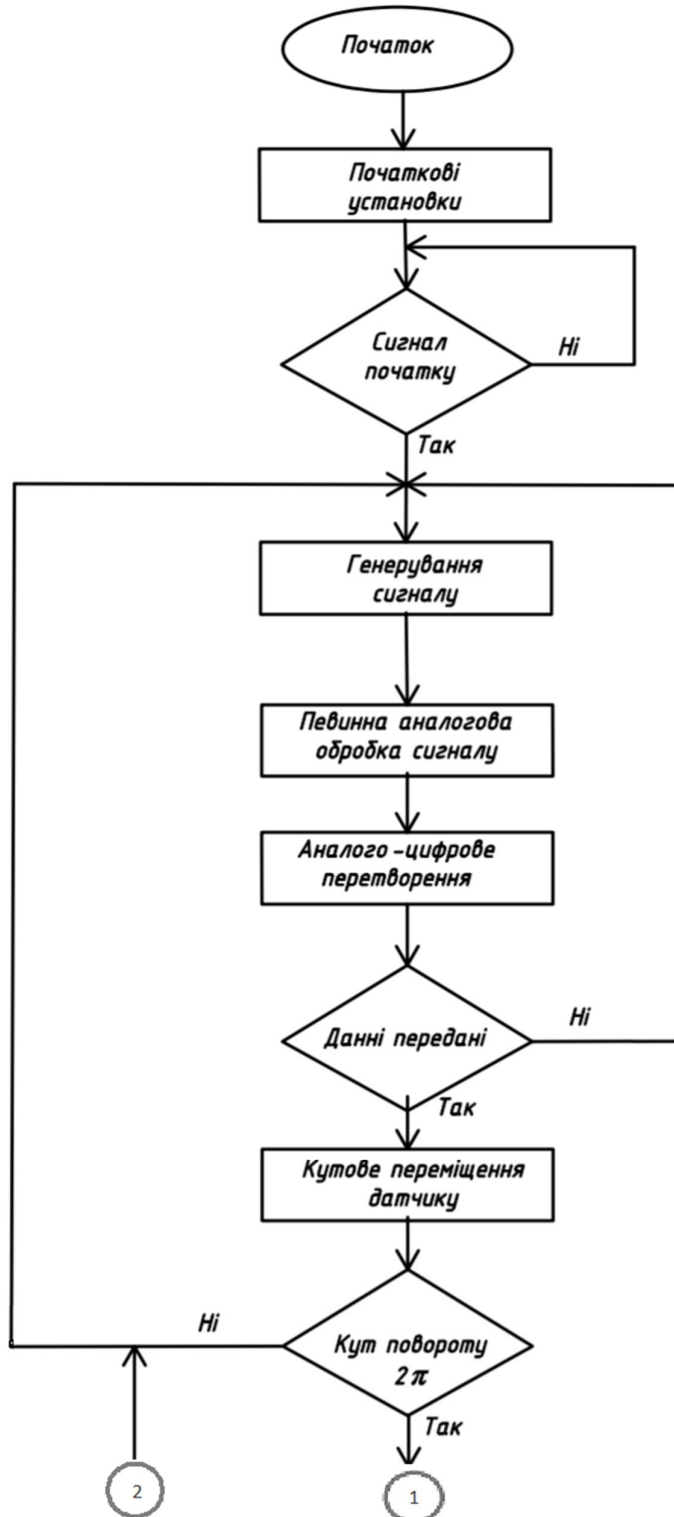 Початок
Початкові
установки
Сигнал
початку
Ні
Так
Генерування
сигналу
Певинна аналогова
обробка сигналу
Аналого-цифрове
перетворення
Данні передані
Ні
Так
Кутове переміщення
датчику
Ні
Кут повороту
2π
Так
2
1